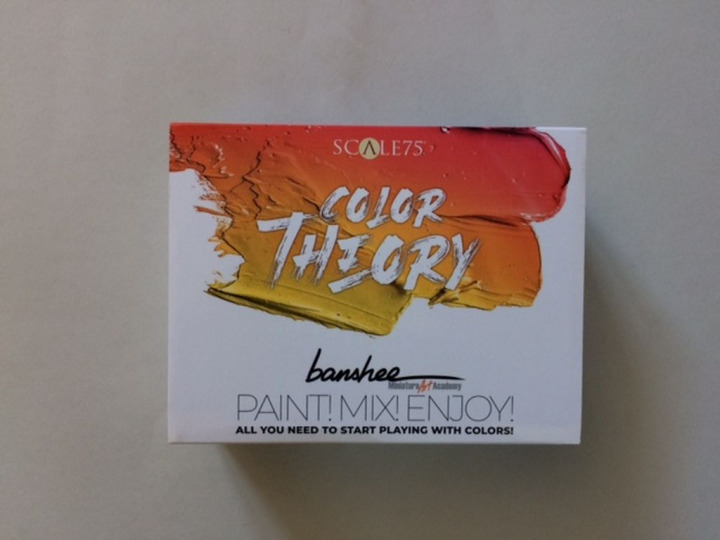 SCALE75
COLOR
THEORY
banshee
Miniature Art Academy
PAINT! MIX! ENJOY!
ALL YOU NEED TO START PLAYING WITH COLORS!